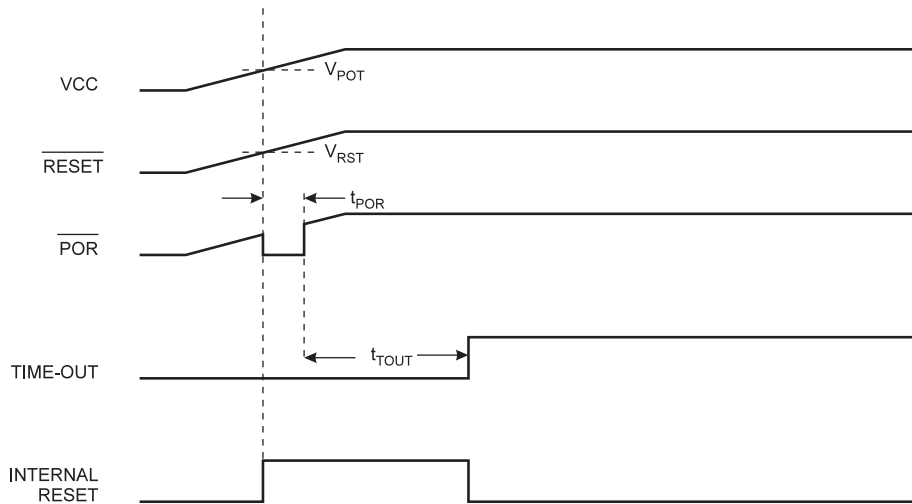 VCC
V_POT
RESET
V_RST
t_POR
POR
t_TOUT
TIME-OUT
INTERNAL
RESET